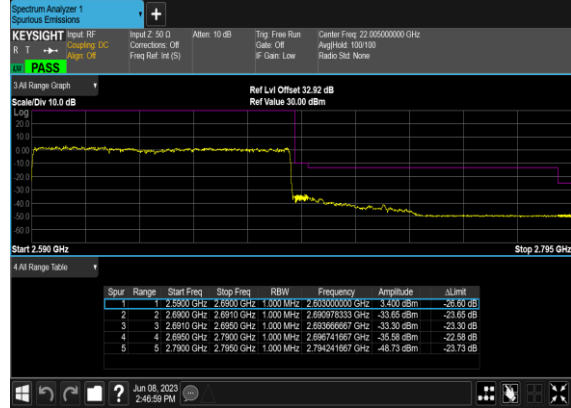 Spectrum Analyzer 1
Spurious Emissions
KEYSIGHT Input: RF Input Z: 50 Ω Atten: 10 dB Trig: Free Run Center Freq: 22.005000000 GHz
R T Coupling: DC Corrections: Off Gate: Off Avg|Hold: 100/100
Align: Off Freq Ref: Int (S) IF Gain: Low Radio Std: None
PASS
3 All Range Graph
Ref Lvl Offset 32.92 dB
Scale/Div 10.0 dB Ref Value 30.00 dBm
Log
20.0
10.0
0.00
-10.0
-20.0
-30.0
-40.0
-50.0
-60.0
Start 2.590 GHz Stop 2.795 GHz
4 All Range Table
Spur Range Start Freq Stop Freq RBW Frequency Amplitude ΔLimit
1 1 2.5900 GHz 2.6900 GHz 1.000 MHz 2.603000000 GHz 3.400 dBm -26.60 dB
2 2 2.6900 GHz 2.6910 GHz 1.000 MHz 2.690978333 GHz -33.65 dBm -23.65 dB
3 3 2.6910 GHz 2.6950 GHz 1.000 MHz 2.693666667 GHz -33.30 dBm -23.30 dB
4 4 2.6950 GHz 2.7900 GHz 1.000 MHz 2.696741667 GHz -35.58 dBm -22.58 dB
5 5 2.7900 GHz 2.7950 GHz 1.000 MHz 2.794241667 GHz -48.73 dBm -23.73 dB
Jun 08, 2023
2:46:59 PM